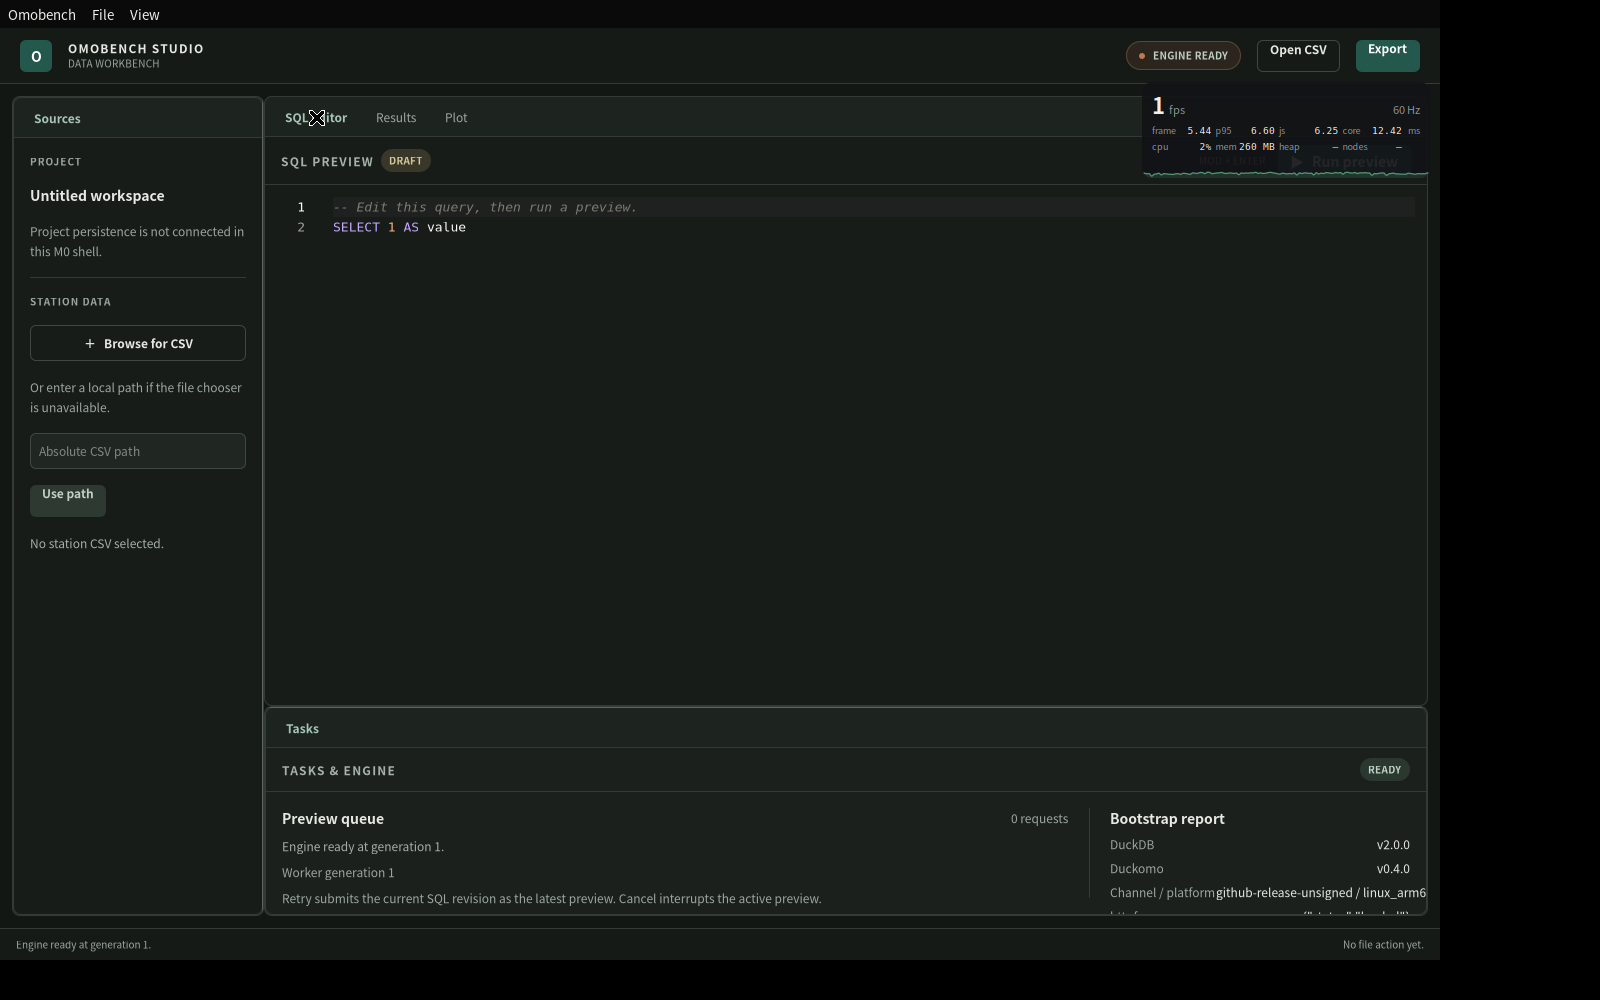 Omobench File View
O
OMOBENCH STUDIO
DATA WORKBENCH
ENGINE READY
Open CSV
Export
Sources
PROJECT
Untitled workspace
Project persistence is not connected in
this M0 shell.
STATION DATA
+ Browse for CSV
Or enter a local path if the file chooser
is unavailable.
Absolute CSV path
Use path
No station CSV selected.
Results Plot
1 fps 60 Hz
frame 5.44 p95 6.60 js 6.25 core 12.42 ms
cpu 2% mem 260 MB heap — nodes —
SQL PREVIEW DRAFT
Run preview
1 -- Edit this query, then run a preview.
2 SELECT 1 AS value
Tasks
TASKS & ENGINE
READY
Preview queue
0 requests
Engine ready at generation 1.
Worker generation 1
Retry submits the current SQL revision as the latest preview. Cancel interrupts the active preview.
Bootstrap report
DuckDB v2.0.0
Duckomo v0.4.0
Channel / platform github-release-unsigned / linux_arm6
Engine ready at generation 1.
No file action yet.